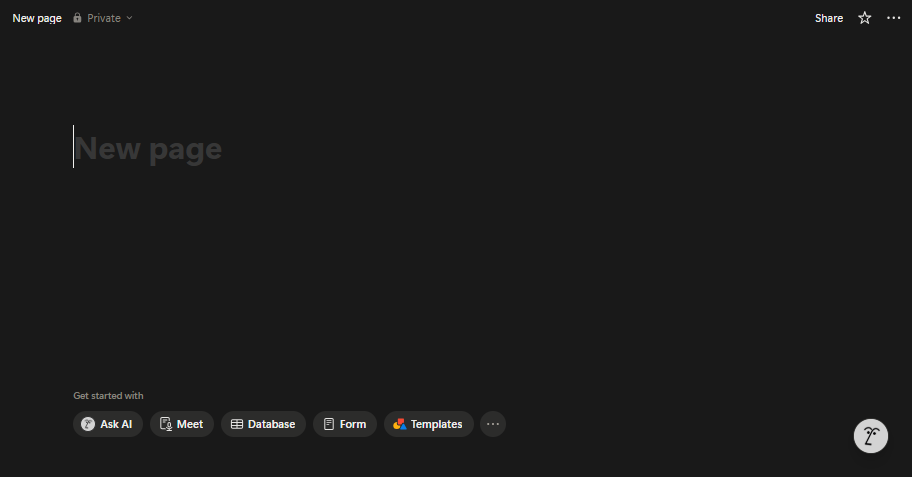 New page Private Share
New page
Get started with
Ask AI Meet Database Form Templates